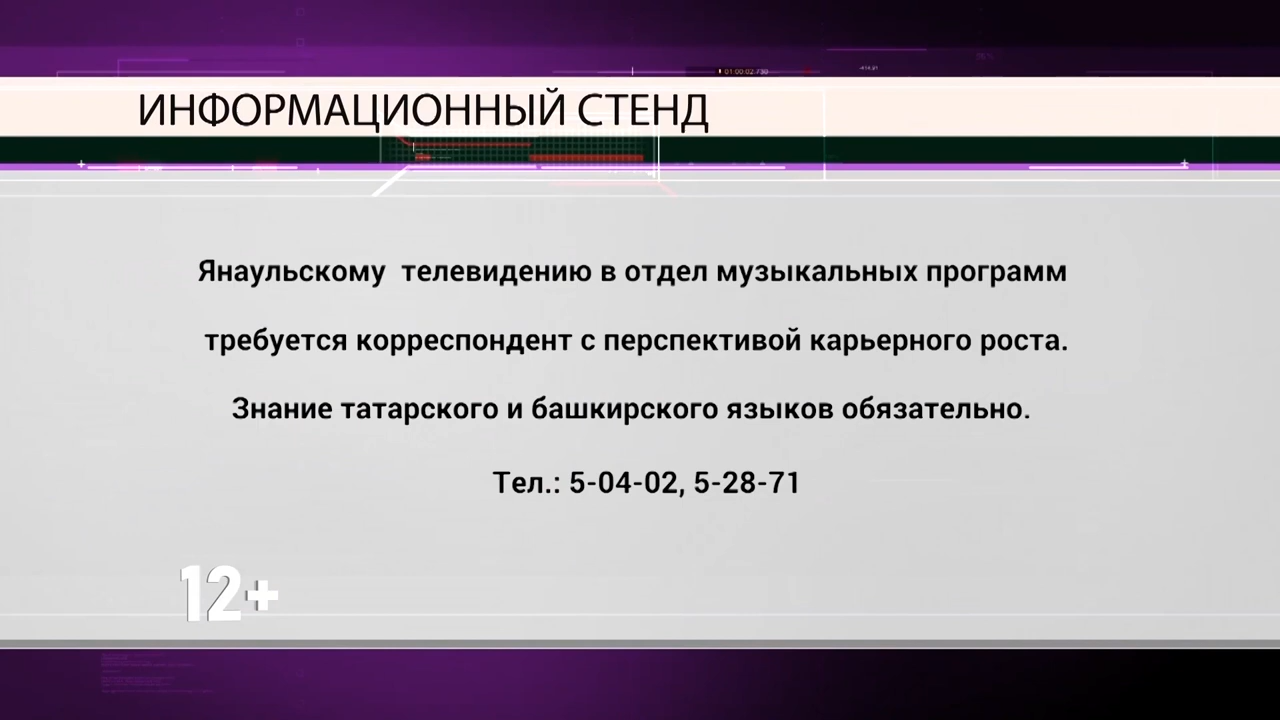 ИНФОРМАЦИОННЫЙ СТЕНД
Янаульскому телевидению в отдел музыкальных программ
требуется корреспондент с перспективой карьерного роста.
Знание татарского и башкирского языков обязательно.
Тел.: 5-04-02, 5-28-71
12+